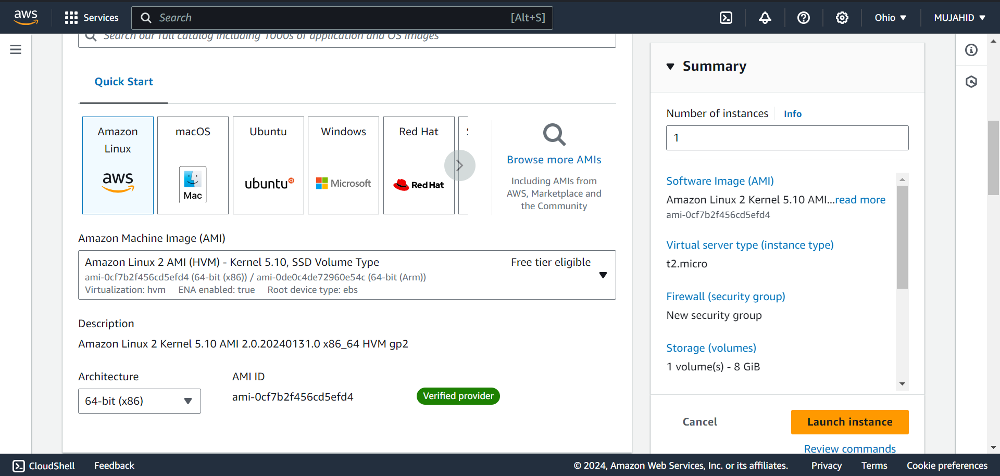 aws
Services
Search
[Alt+S]
Ohio
MUJAHID
Search our full catalog including 1000s of application and OS images
Quick Start
Amazon
Linux
aws
macOS
Mac
Ubuntu
ubuntu
Windows
Microsoft
Red Hat
Red Hat
Browse more AMIs
Including AMIs from
AWS, Marketplace and
the Community
Amazon Machine Image (AMI)
Amazon Linux 2 AMI (HVM) - Kernel 5.10, SSD Volume Type
Free tier eligible
ami-0cf7b2f456cd5efd4 (64-bit (x86)) / ami-0de0c4de72960e54c (64-bit (Arm))
Virtualization: hvm ENA enabled: true Root device type: ebs
Description
Amazon Linux 2 Kernel 5.10 AMI 2.0.20240131.0 x86_64 HVM gp2
Architecture
64-bit (x86)
AMI ID
ami-0cf7b2f456cd5efd4
Verified provider
Summary
Number of instances
Info
1
Software Image (AMI)
Amazon Linux 2 Kernel 5.10 AMI...read more
ami-0cf7b2f456cd5efd4
Virtual server type (instance type)
t2.micro
Firewall (security group)
New security group
Storage (volumes)
1 volume(s) - 8 GiB
Cancel
Launch instance
Review commands
CloudShell
Feedback
© 2024, Amazon Web Services, Inc. or its affiliates.
Privacy
Terms
Cookie preferences